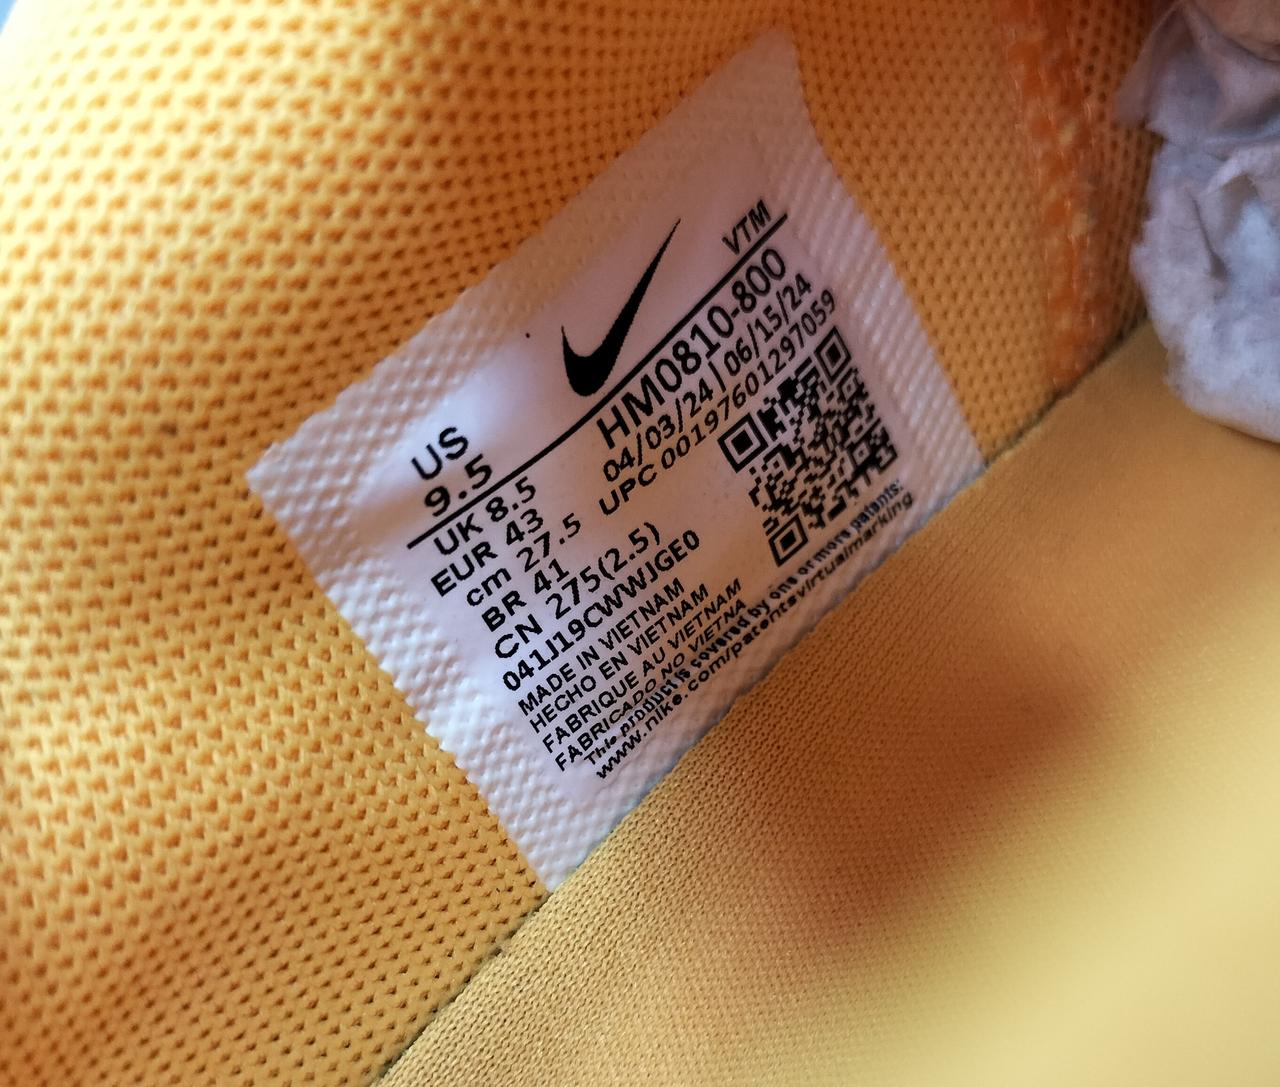 VTM
US
9.5
HM0810-800
04/03/24 | 06/15/24
UPC 00197601297059
UK 8.5
EUR 43
cm 27.5
BR 41
CN 275(2.5)
041J19CWWJGE0
MADE IN VIETNAM
HECHO EN VIETNAM
FABRIQUE AU VIETNAM
FABRICADO NO VIETNA
This product is covered by one or more patents:
www.nike.com/patentsvirtualmarking